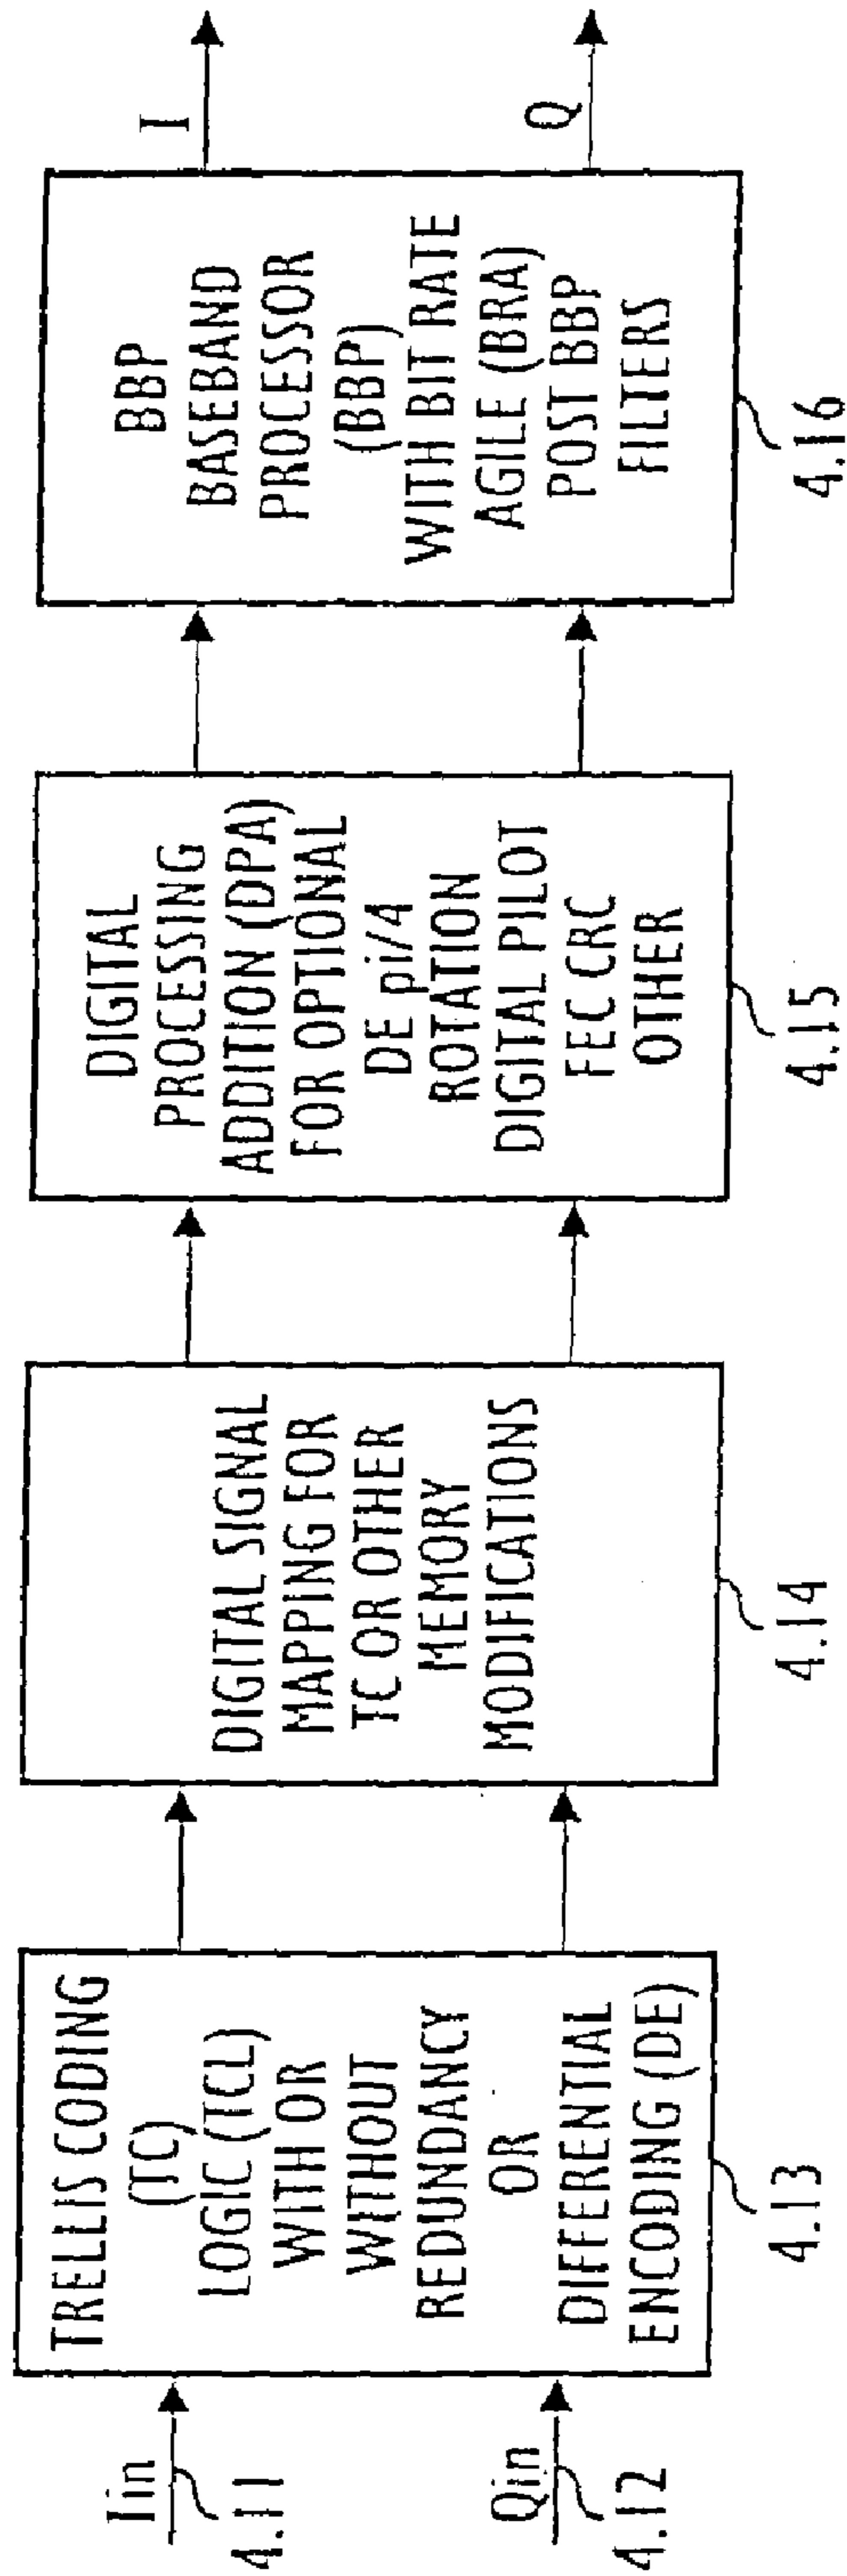 Iin
4.11
Qin
4.12
TRELLIS CODING
(TC)
LOGIC (TCL)
WITH OR
WITHOUT
REDUNDANCY
OR
DIFFERENTIAL
ENCODING (DE)
4.13
DIGITAL SIGNAL
MAPPING FOR
TC OR OTHER
MEMORY
MODIFICATIONS
4.14
DIGITAL
PROCESSING
ADDITION (DPA)
FOR OPTIONAL
DE pi/4
ROTATION
DIGITAL PILOT
FEC CRC
OTHER
4.15
BBP
BASEBAND
PROCESSOR
(BBP)
WITH BIT RATE
AGILE (BRA)
POST BBP
FILTERS
4.16
I
Q